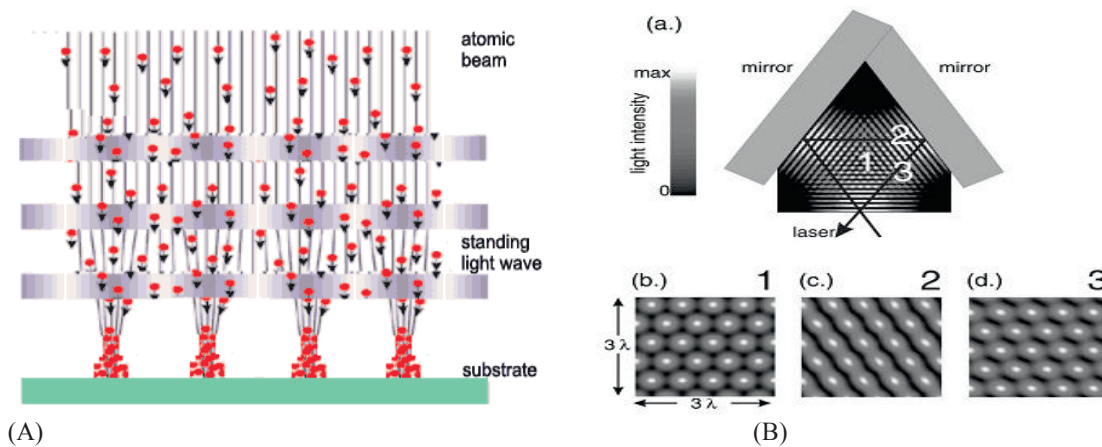 atomic
beam
standing
light wave
substrate
(A)
(a.)
mirror
mirror
max
light intensity
0
2
1
3
laser
(b.)
1
(c.)
2
(d.)
3
3 λ
3 λ
(B)